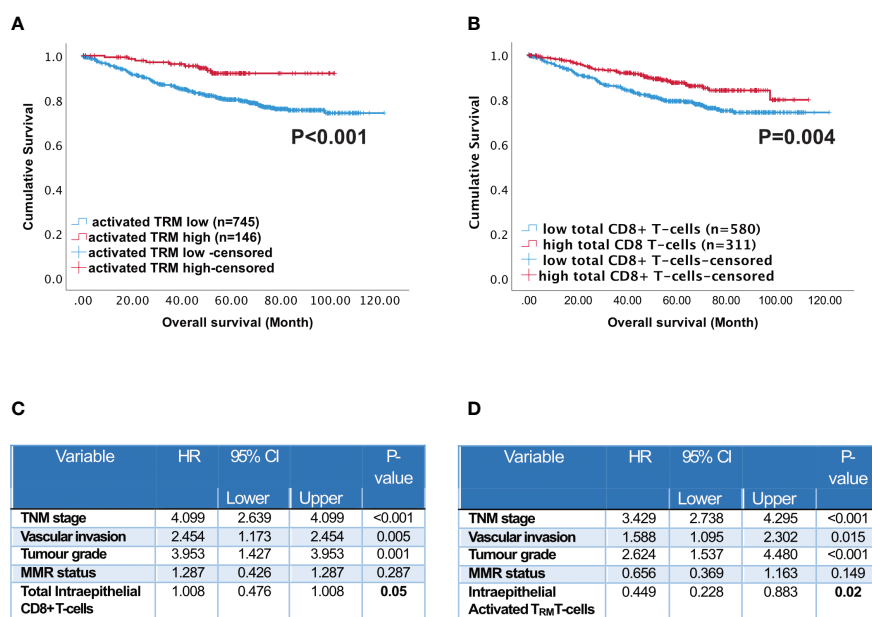 A
1.0
0.8
0.6
0.4
0.2
0.0
Cumulative Survival
P<0.001
activated TRM low (n=745)
activated TRM high (n=146)
activated TRM low -censored
activated TRM high-censored
.00 20.00 40.00 60.00 80.00 100.00 120.00
Overall survival (Month)
B
1.0
0.8
0.6
0.4
0.2
0.0
Cumulative Survival
P=0.004
low total CD8+ T-cells (n=580)
high total CD8 T-cells (n=311)
low total CD8+ T-cells-censored
high total CD8+ T-cells-censored
.00 20.00 40.00 60.00 80.00 100.00 120.00
Overall survival (Month)
C
Variable HR 95% CI P-
value
Lower Upper
TNM stage 4.099 2.639 4.099 <0.001
Vascular invasion 2.454 1.173 2.454 0.005
Tumour grade 3.953 1.427 3.953 0.001
MMR status 1.287 0.426 1.287 0.287
Total Intraepithelial 1.008 0.476 1.008 0.05
CD8+T-cells
D
Variable HR 95% CI P-
value
Lower Upper
TNM stage 3.429 2.738 4.295 <0.001
Vascular invasion 1.588 1.095 2.302 0.015
Tumour grade 2.624 1.537 4.480 <0.001
MMR status 0.656 0.369 1.163 0.149
Intraepithelial 0.449 0.228 0.883 0.02
Activated TRMT-cells